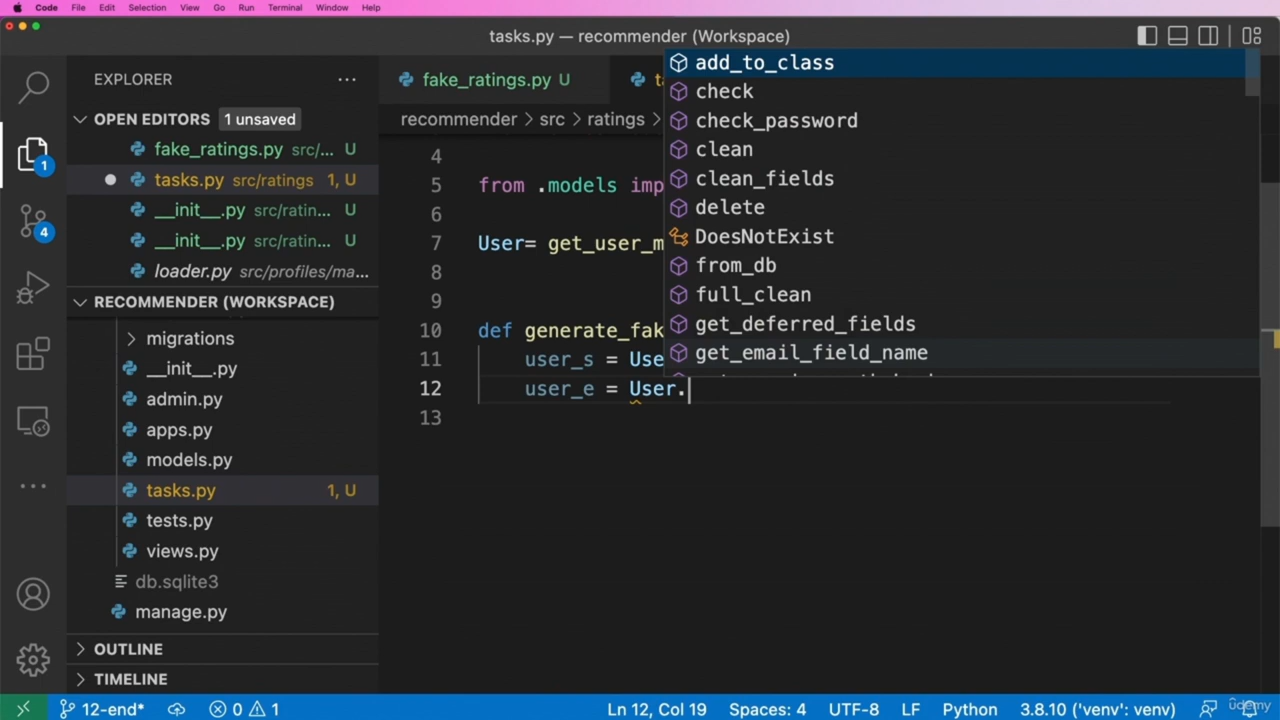 Code File Edit Selection View Go Run Terminal Window Help
tasks.py — recommender (Workspace)
EXPLORER
OPEN EDITORS 1 unsaved
fake_ratings.py src/... U
tasks.py src/ratings 1, U
__init__.py src/ratin... U
__init__.py src/ratin... U
loader.py src/profiles/ma...
RECOMMENDER (WORKSPACE)
migrations
__init__.py
admin.py
apps.py
models.py
tasks.py 1, U
tests.py
views.py
db.sqlite3
manage.py
OUTLINE
TIMELINE
1
4
fake_ratings.py U
recommender > src > ratings >
4
5 from .models imp
6
7 User= get_user_m
8
9
10 def generate_fak
11 user_s = Use
12 user_e = User.
13
add_to_class
check
check_password
clean
clean_fields
delete
DoesNotExist
from_db
full_clean
get_deferred_fields
get_email_field_name
12-end* 0 1 Ln 12, Col 19 Spaces: 4 UTF-8 LF Python 3.8.10 ('venv': venv)
udemy